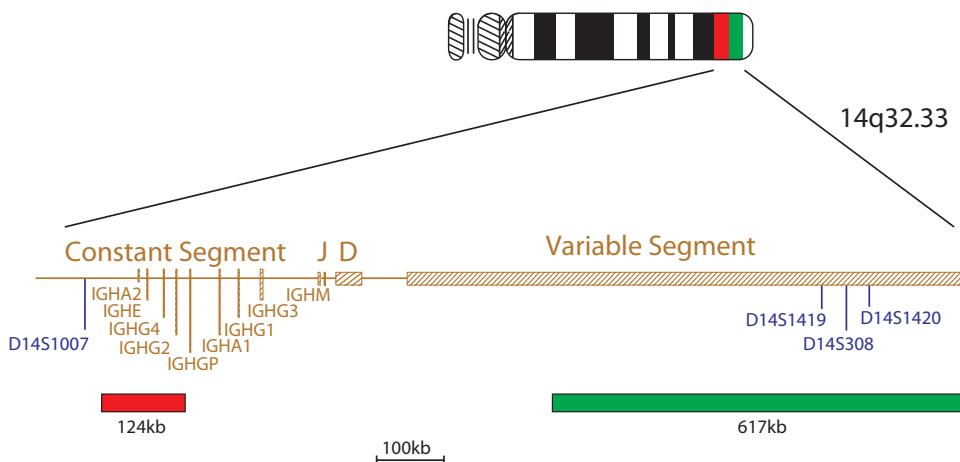 14q32.33
Constant Segment J D Variable Segment
IGHA2 IGHM
IGHE IGHG3
IGHG4 IGHG1
IGHG2 IGHA1
IGHGP
D14S1007
D14S1419 D14S1420
D14S308
124kb 617kb
100kb